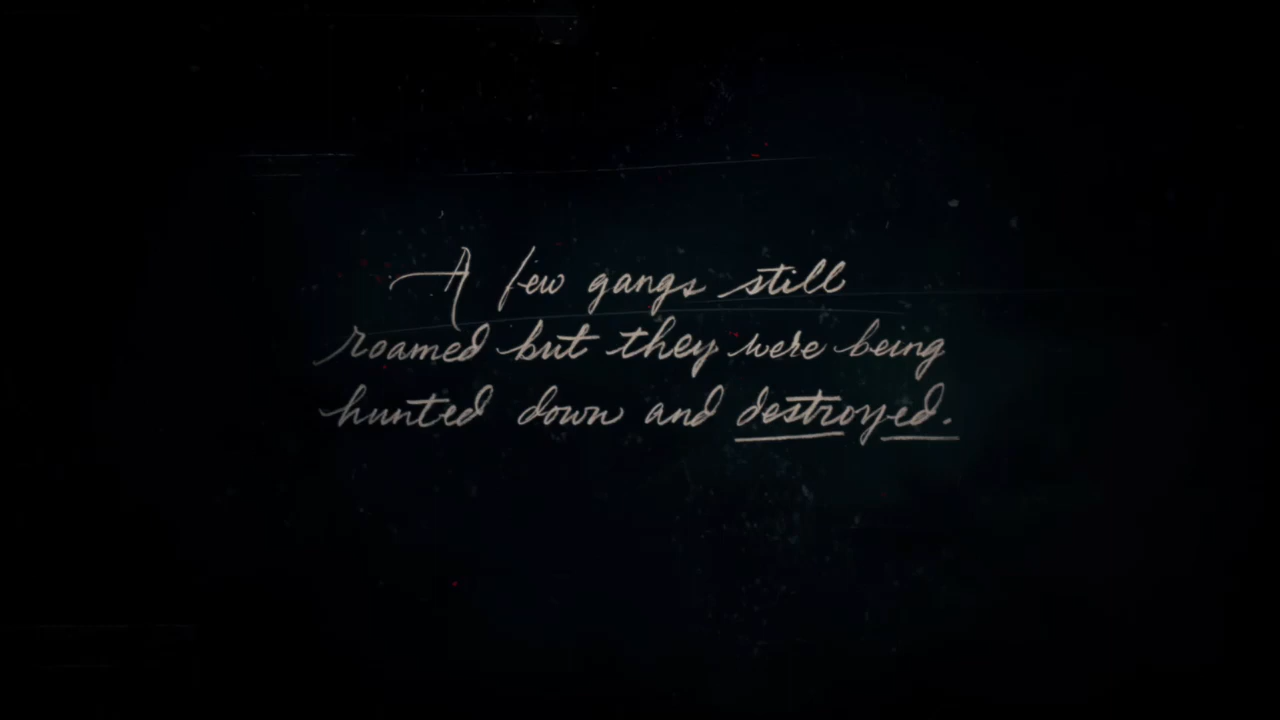 A few gangs still
roamed but they were being
hunted down and destroyed.